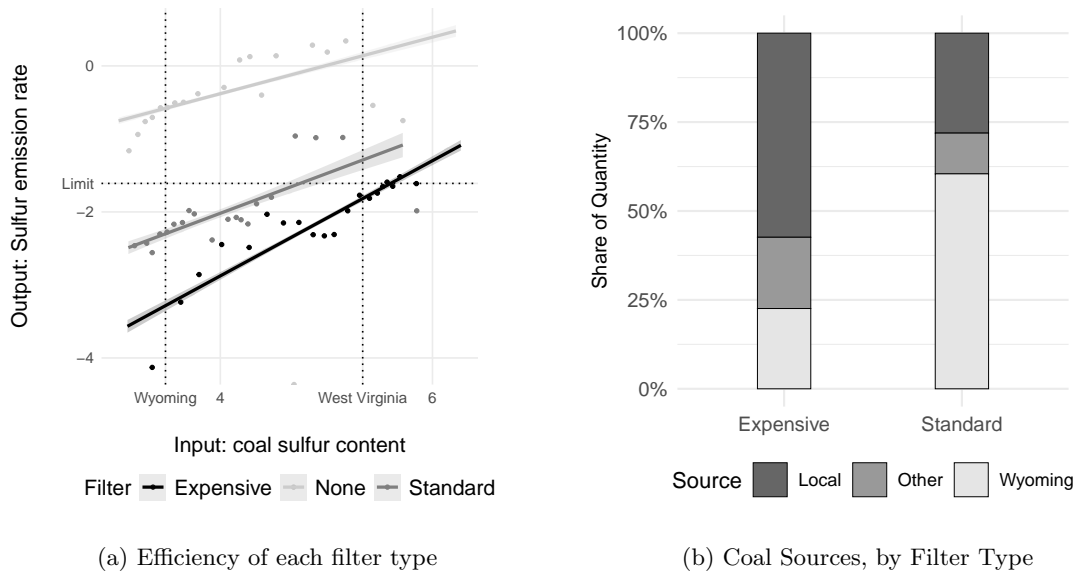 Output: Sulfur emission rate
0
Limit
−2
−4
Wyoming 4 West Virginia 6
Input: coal sulfur content
Filter Expensive None Standard
(a) Efficiency of each filter type
Share of Quantity
100%
75%
50%
25%
0%
Expensive Standard
Source Local Other Wyoming
(b) Coal Sources, by Filter Type